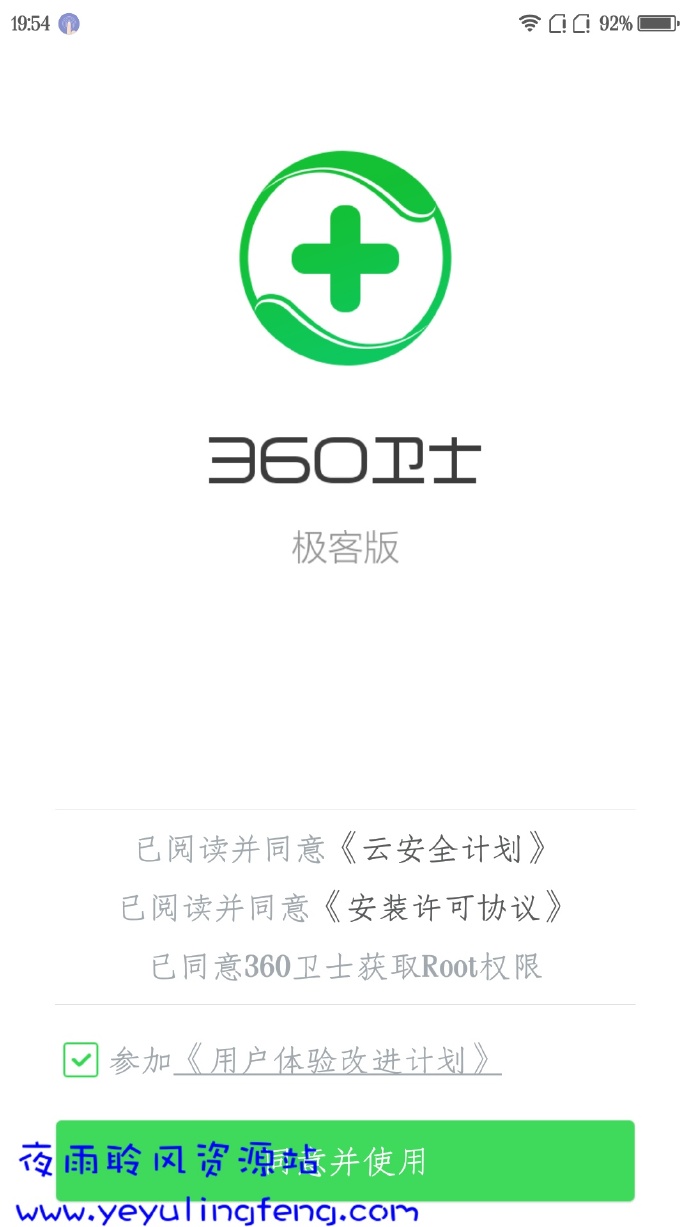 19:54
92%
360卫士
极客版
已阅读并同意《云安全计划》
已阅读并同意《安装许可协议》
已同意360卫士获取Root权限
参加《用户体验改进计划》
同意并使用
夜雨聆风资源站
www.yeyulingfeng.com